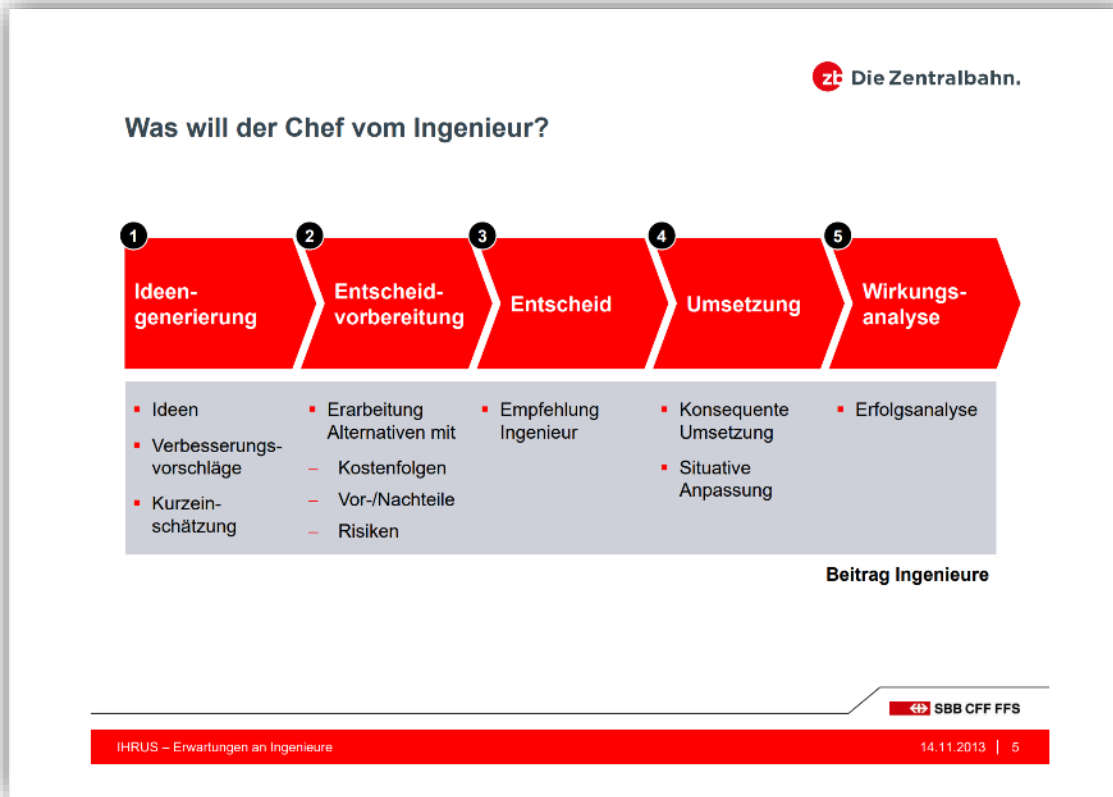 zb Die Zentralbahn.
Was will der Chef vom Ingenieur?
1
Ideen-
generierung
2
Entscheid-
vorbereitung
3
Entscheid
4
Umsetzung
5
Wirkungs-
analyse
Ideen
Verbesserungs-
vorschläge
Kurzein-
schätzung
Erarbeitung
Alternativen mit
– Kostenfolgen
– Vor-/Nachteile
– Risiken
Empfehlung
Ingenieur
Konsequente
Umsetzung
Situative
Anpassung
Erfolgsanalyse
Beitrag Ingenieure
SBB CFF FFS
IHRUS – Erwartungen an Ingenieure
14.11.2013 | 5